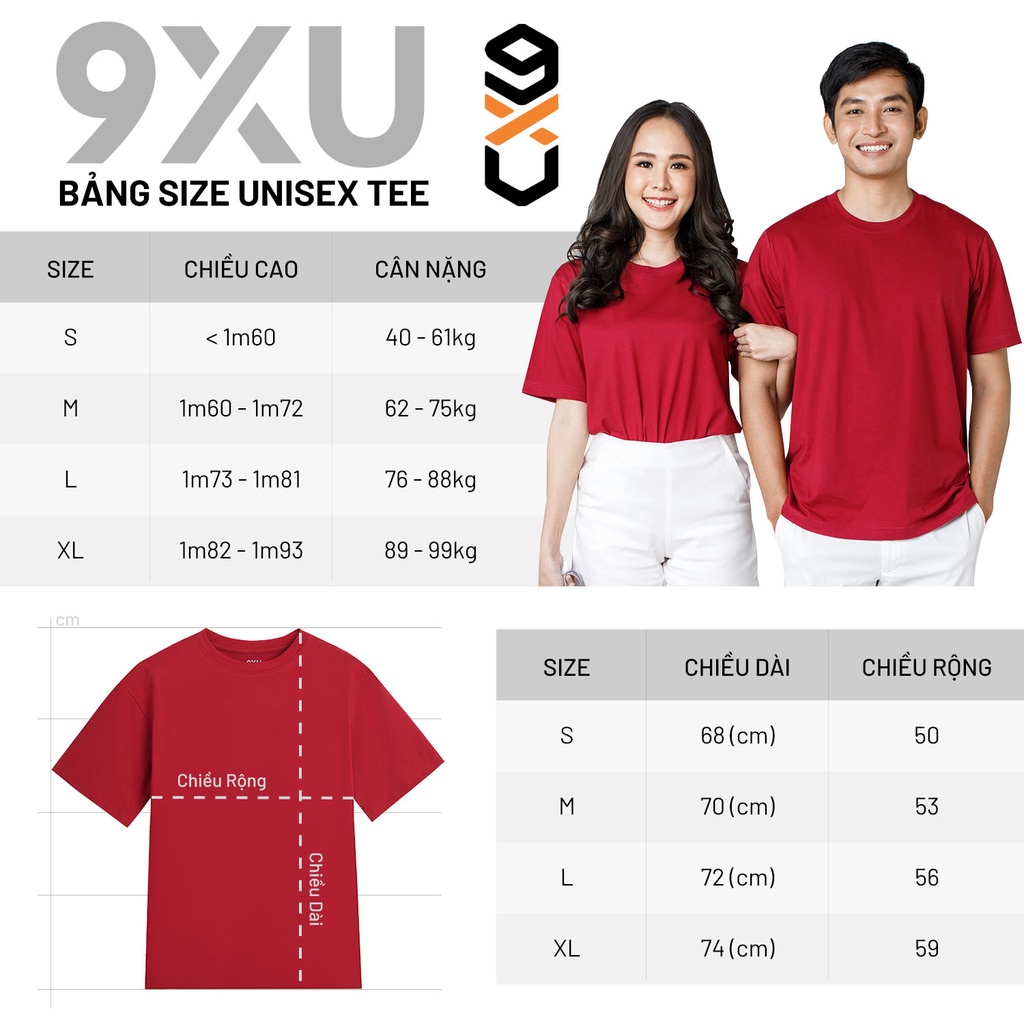 9XU
9XU
BẢNG SIZE UNISEX TEE
SIZE CHIỀU CAO CÂN NẶNG
S < 1m60 40 - 61kg
M 1m60 - 1m72 62 - 75kg
L 1m73 - 1m81 76 - 88kg
XL 1m82 - 1m93 89 - 99kg
cm
9XU
Chiều Rộng
Chiều Dài
SIZE CHIỀU DÀI CHIỀU RỘNG
S 68 (cm) 50
M 70 (cm) 53
L 72 (cm) 56
XL 74 (cm) 59